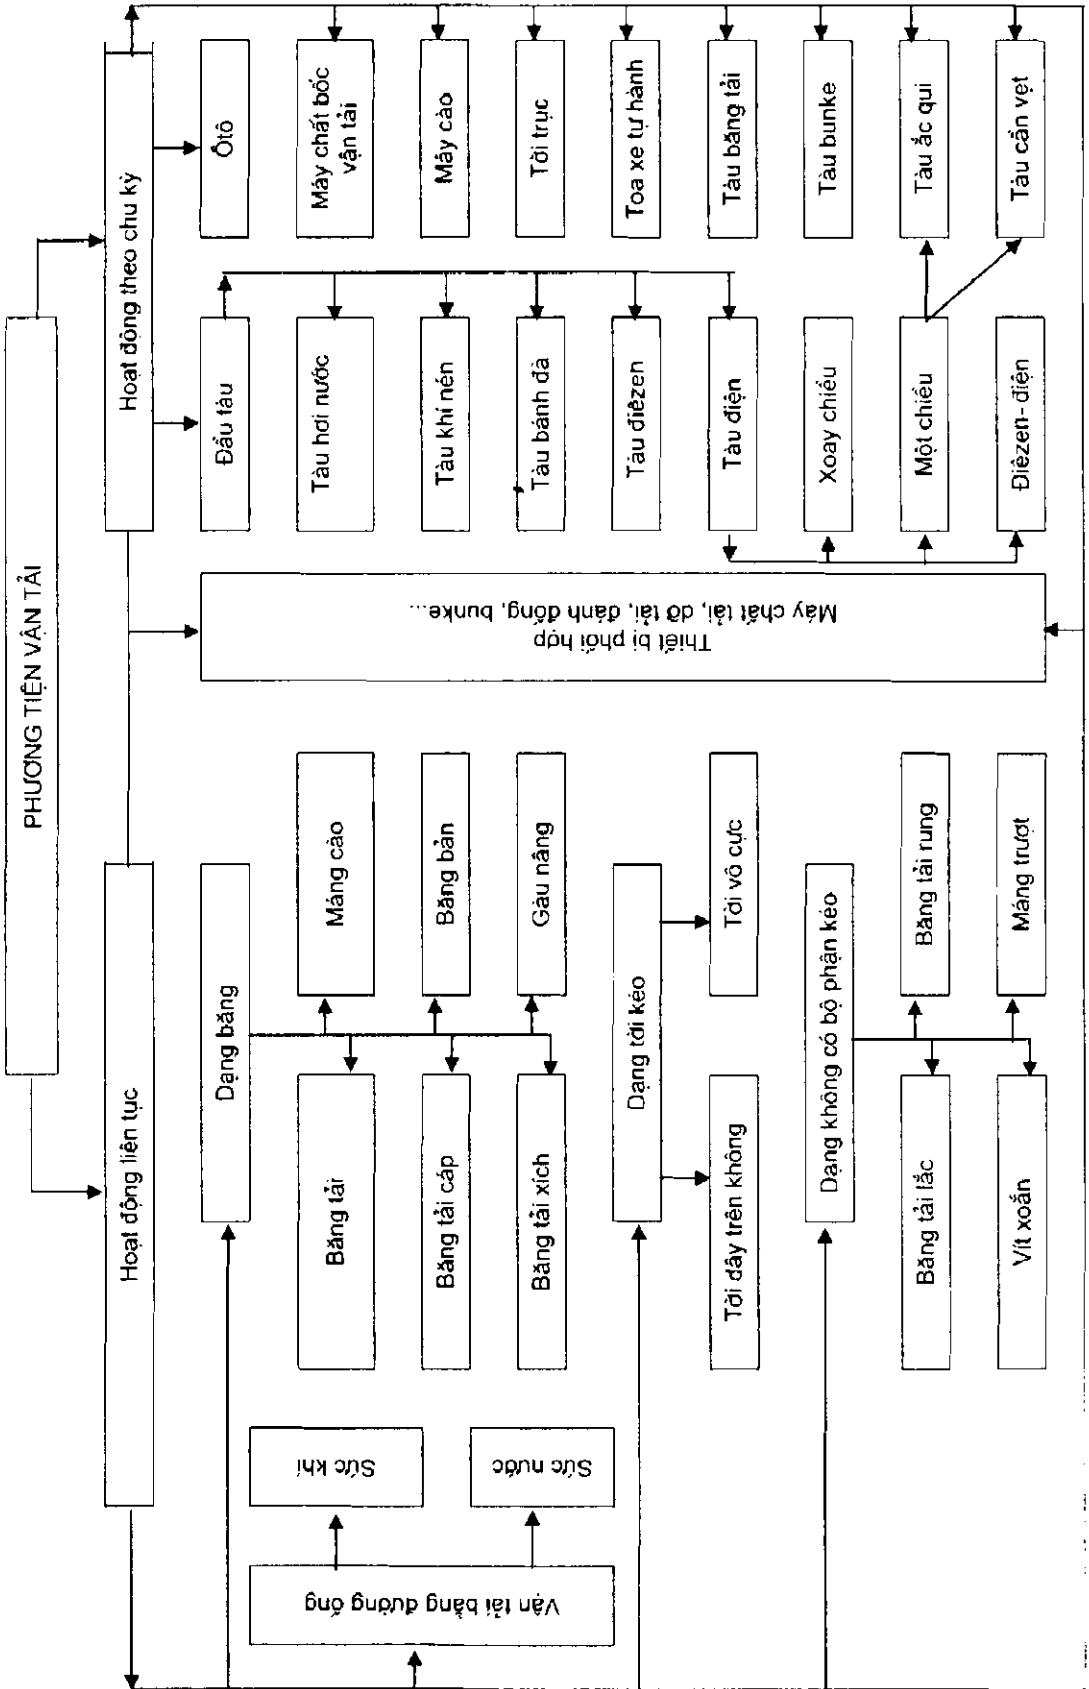 PHƯƠNG TIỆN VẬN TẢI
Hoạt động liên tục
Hoạt động theo chu kỳ
Vận tải bằng đường ống
Sức khí
Sức nước
Dạng băng
Băng tải
Máng cào
Băng tải cáp
Băng bản
Băng tải xích
Gàu nâng
Dạng tời kéo
Tời dây trên không
Tời vô cực
Dạng không có bộ phận kéo
Băng tải lắc
Băng tải rung
Vít xoắn
Máng trượt
Thiết bị phối hợp
Máy chất tải, dỡ tải, đánh đống, bunke...
Đầu tàu
Tàu hơi nước
Tàu khí nén
Tàu bánh đà
Tàu điêzen
Tàu điện
Xoay chiều
Một chiều
Điêzen- điện
Ôtô
Máy chất bốc
vận tải
Máy cào
Tời trục
Toa xe tự hành
Tàu băng tải
Tàu bunke
Tàu ắc qui
Tàu cần vẹt